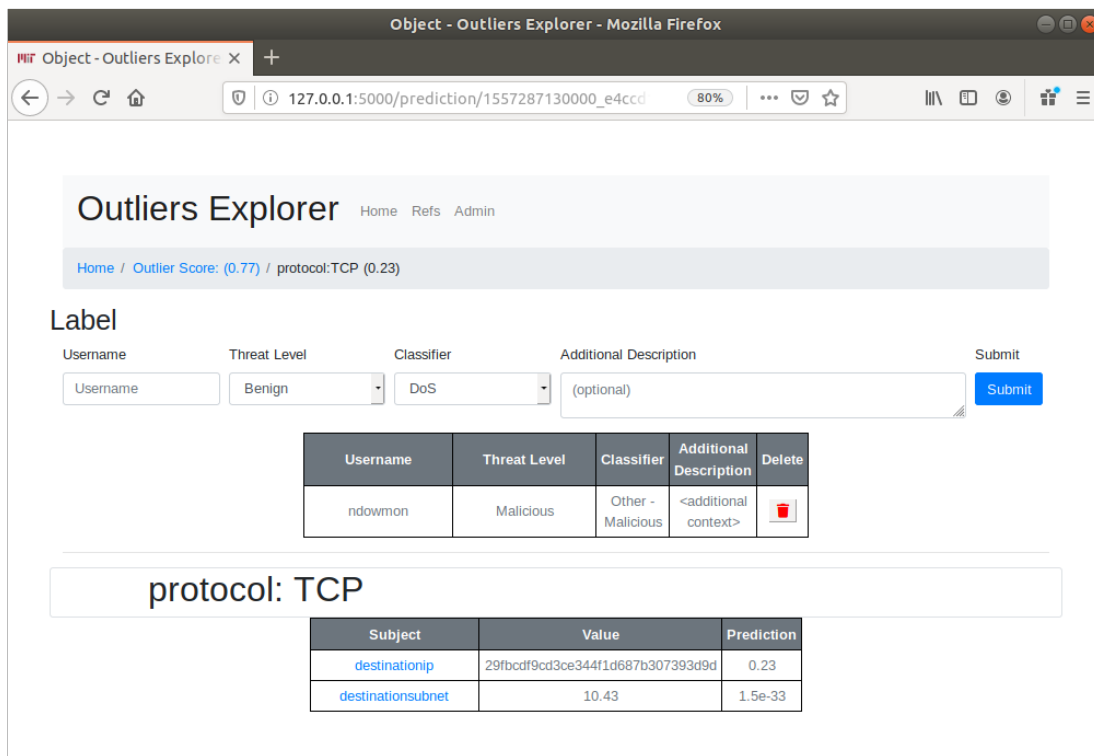 Object - Outliers Explorer - Mozilla Firefox
Object - Outliers Explore
127.0.0.1:5000/prediction/1557287130000_e4ccd 80%
Outliers Explorer Home Refs Admin
Home / Outlier Score: (0.77) / protocol:TCP (0.23)
Label
Username Threat Level Classifier Additional Description Submit
Username Benign DoS (optional) Submit
Username Threat Level Classifier Additional Description Delete
ndowmon Malicious Other - Malicious <additional context>
protocol: TCP
Subject Value Prediction
destinationip 29fbcdf9cd3ce344f1d687b307393d9d 0.23
destinationsubnet 10.43 1.5e-33